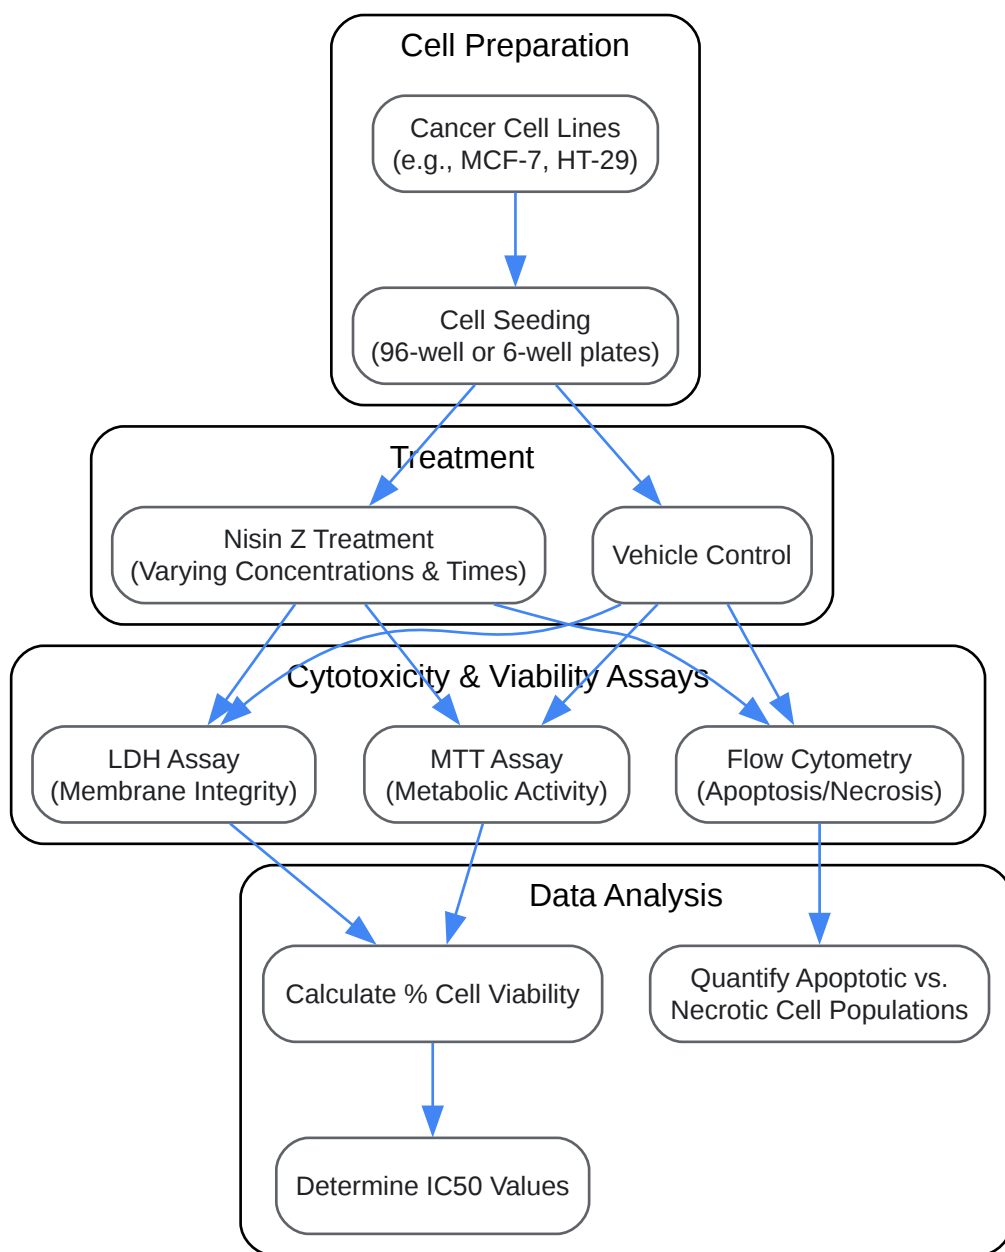 Cell Preparation
Cancer Cell Lines
(e.g., MCF-7, HT-29)
Cell Seeding
(96-well or 6-well plates)
Treatment
Nisin Z Treatment
(Varying Concentrations & Times)
Vehicle Control
Cytotoxicity & Viability Assays
LDH Assay
(Membrane Integrity)
MTT Assay
(Metabolic Activity)
Flow Cytometry
(Apoptosis/Necrosis)
Data Analysis
Calculate % Cell Viability
Quantify Apoptotic vs.
Necrotic Cell Populations
Determine IC50 Values